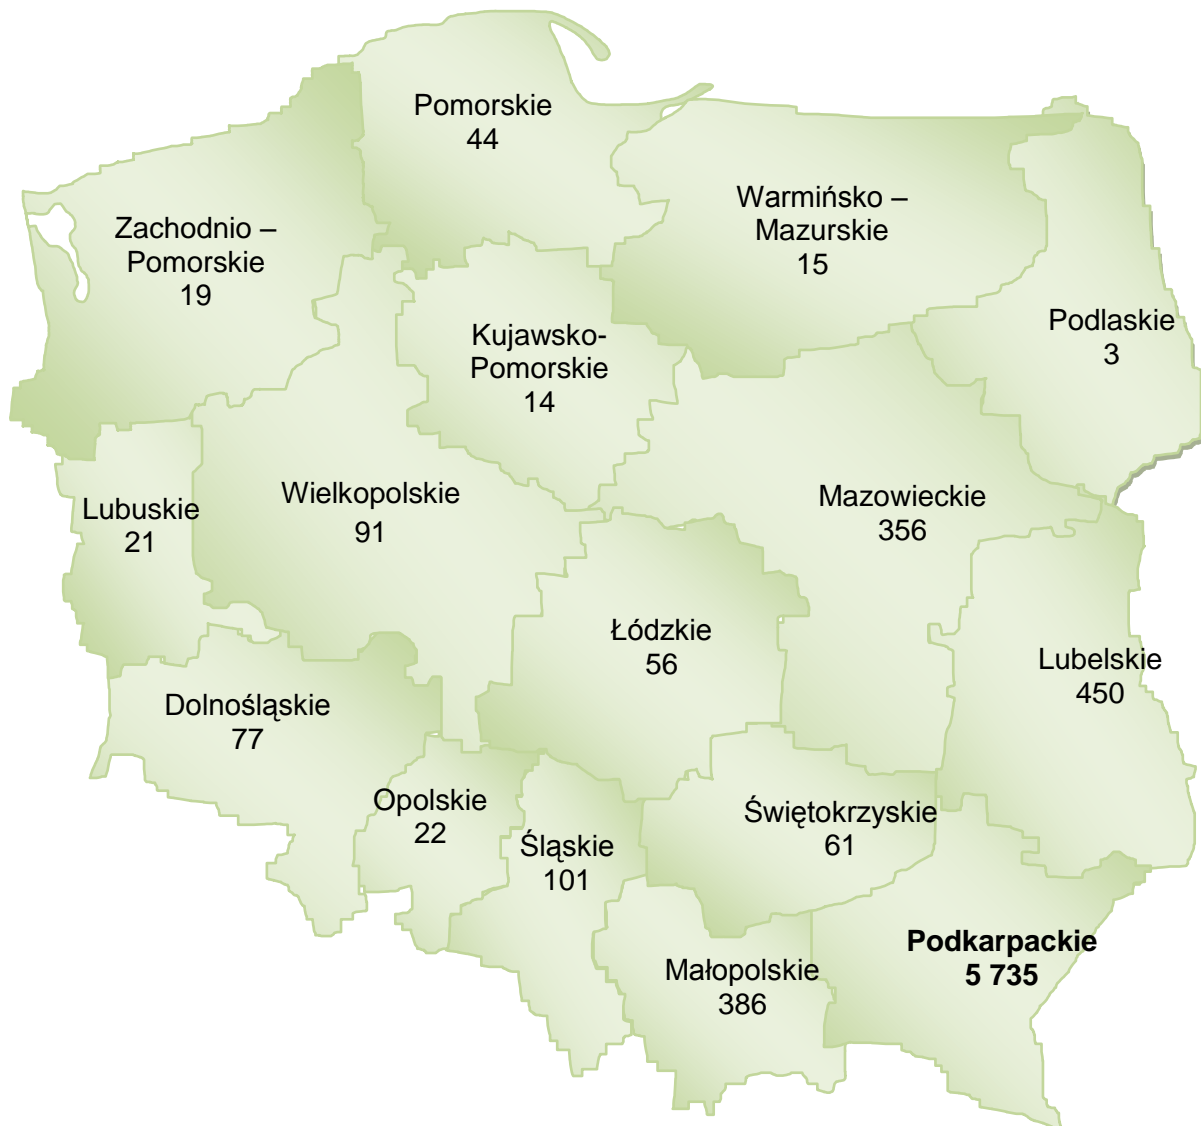 Pomorskie
44
Warmińsko –
Mazurskie
15
Zachodnio –
Pomorskie
19
Podlaskie
3
Kujawsko-
Pomorskie
14
Lubuskie
21
Wielkopolskie
91
Mazowieckie
356
Łódzkie
56
Lubelskie
450
Dolnośląskie
77
Opolskie
22
Śląskie
101
Świętokrzyskie
61
Małopolskie
386
Podkarpackie
5 735